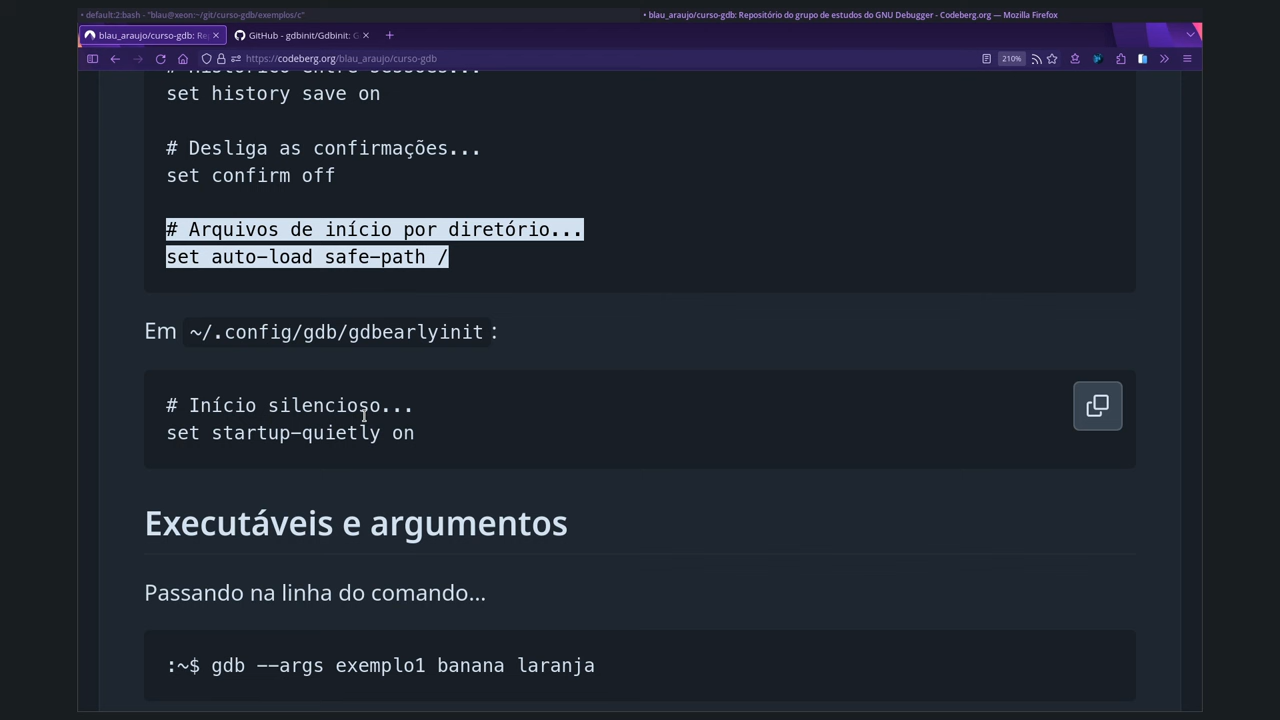 • default:2:bash - "blau@xeon:~/git/curso-gdb/exemplos/c"
• blau_araujo/curso-gdb: Repositório do grupo de estudos do GNU Debugger - Codeberg.org — Mozilla Firefox
blau_araujo/curso-gdb: Re
GitHub - gdbinit/Gdbinit: G
https://codeberg.org/blau_araujo/curso-gdb
210%
# Histórico entre sessões...
set history save on
# Desliga as confirmações...
set confirm off
# Arquivos de início por diretório...
set auto-load safe-path /
Em ~/.config/gdb/gdbearlyinit :
# Início silencioso...
set startup-quietly on
Executáveis e argumentos
Passando na linha do comando...
:~$ gdb --args exemplo1 banana laranja